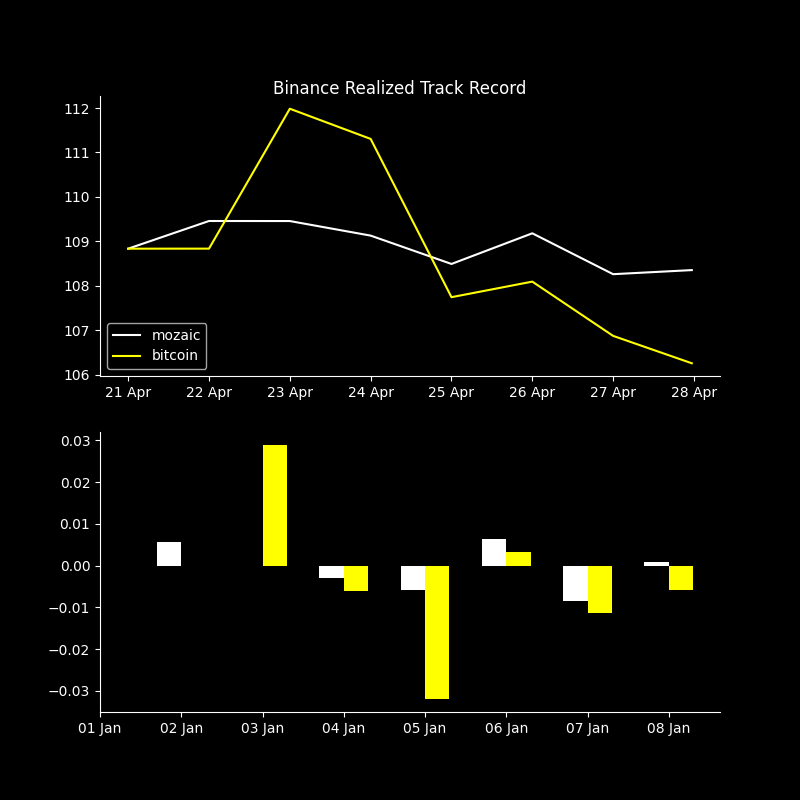 Binance Realized Track Record
112
111
110
109
108
107
106
mozaic
bitcoin
21 Apr 22 Apr 23 Apr 24 Apr 25 Apr 26 Apr 27 Apr 28 Apr
0.03
0.02
0.01
0.00
−0.01
−0.02
−0.03
01 Jan 02 Jan 03 Jan 04 Jan 05 Jan 06 Jan 07 Jan 08 Jan